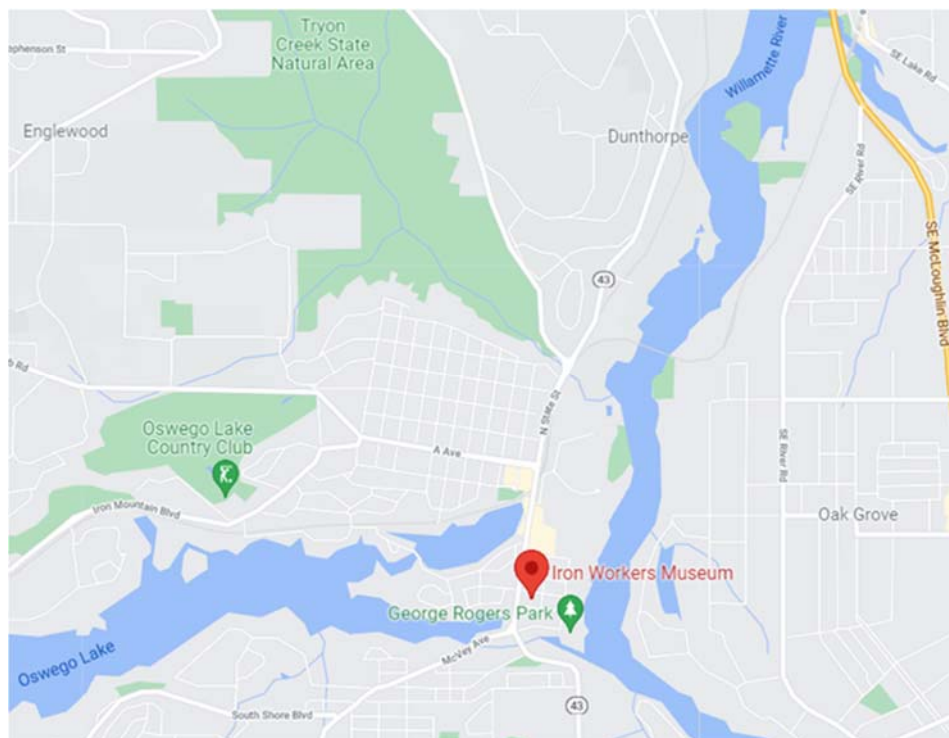 Tryon
Creek State
Natural Area
Willamette River
SE Lake Rd
Englewood
Dunthorpe
SE River Rd
SE McLoughlin Blvd
43
N State St
Oswego Lake
Country Club
A Ave
SE River Rd
Iron Mountain Blvd
Oak Grove
Iron Workers Museum
George Rogers Park
McVey Ave
Oswego Lake
43
South Shore Blvd